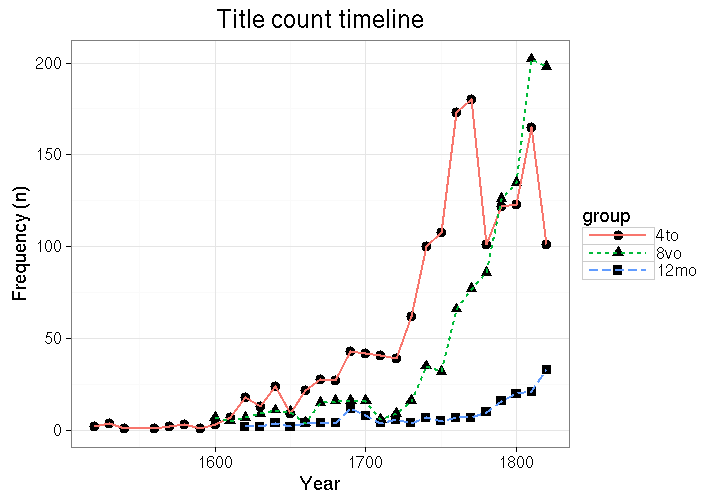 Title count timeline
Frequency (n)
200
150
100
50
0
1600
1700
1800
Year
group
4to
8vo
12mo